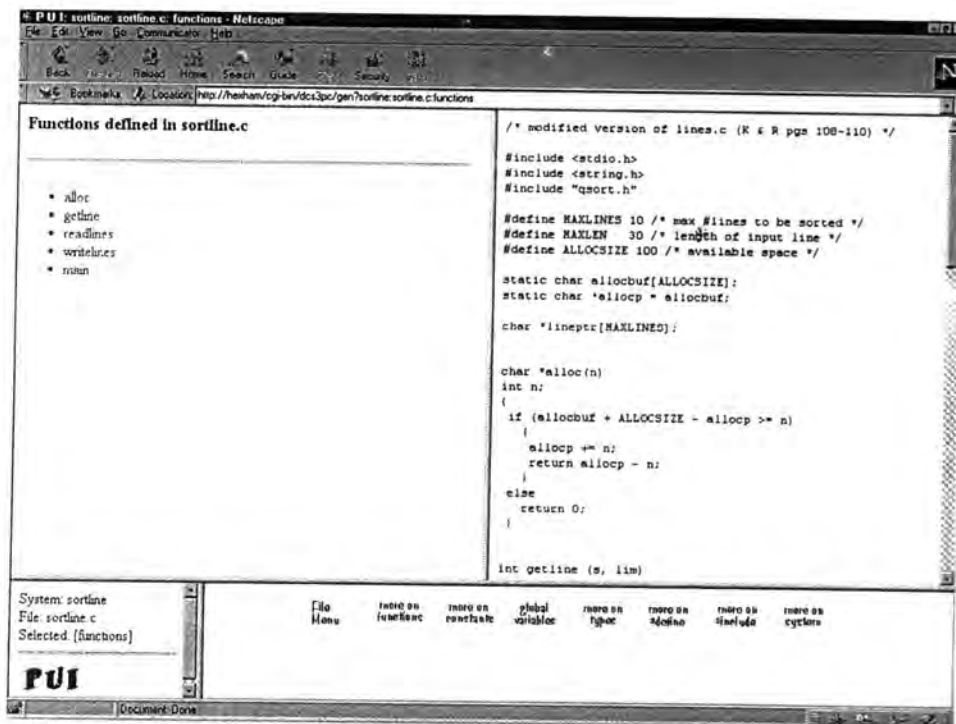 P U I: sortline: sortline.c: functions - Netscape
File Edit View Go Communicator Help
Back Reload Home Search Guide Security
Bookmarks Location: http://hexham/cgi-bin/dcs3pc/gen?sortline:sortline.c:functions
Functions defined in sortline.c
• alloc
• getline
• readlines
• writelines
• main
/* modified version of lines.c (K & R pgs 108-110) */
#include <stdio.h>
#include <string.h>
#include "qsort.h"
#define MAXLINES 10 /* max #lines to be sorted */
#define MAXLEN 30 /* length of input line */
#define ALLOCSIZE 100 /* available space */
static char allocbuf[ALLOCSIZE];
static char *allocp = allocbuf;
char *lineptr[MAXLINES];
char *alloc(n)
int n;
{
if (allocbuf + ALLOCSIZE - allocp >= n)
{
allocp += n;
return allocp - n;
}
else
return 0;
}
int getline (s, lim)
System: sortline
File: sortline.c
Selected: [functions]
PUI
File Menu
more on functions
more on constants
global variables
more on types
more on #define
more on #include
more on system
Document: Done